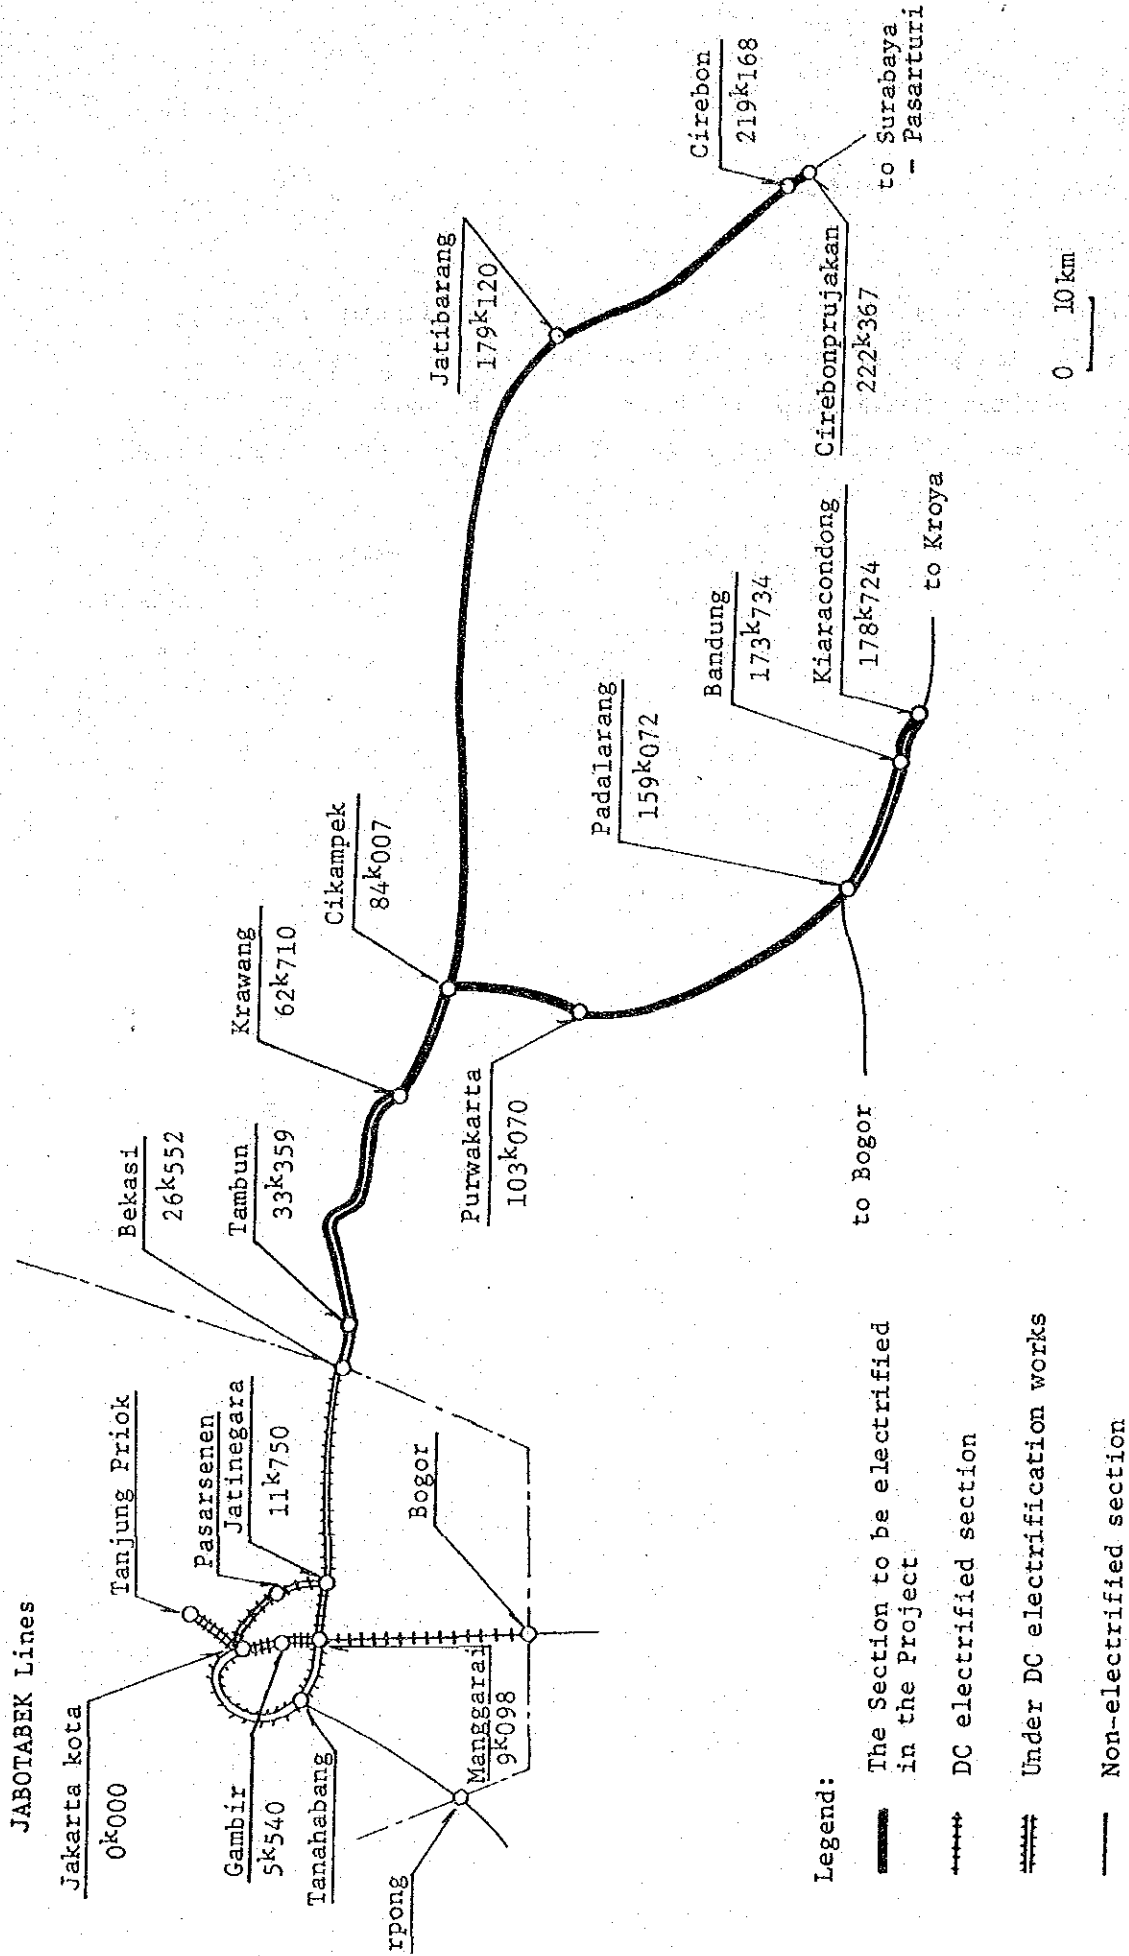 JABOTABEK Lines
Jakarta kota
0k000
Gambir
5k540
Tanahabang
rpong
Manggarai
9k098
Tanjung Priok
Pasarsenen
Jatinegara
11k750
Bogor
Bekasi
26k552
Tambun
33k359
Krawang
62k710
Cikampek
84k007
Purwakarta
103k070
to Bogor
Padalarang
159k072
Bandung
173k734
Kiaracondong
178k724
to Kroya
Jatibarang
179k120
Cirebon
219k168
Cirebonprujakan
222k367
to Surabaya
- Pasarturi
0 10km
Legend:
The Section to be electrified
in the Project
DC electrified section
Under DC electrification works
Non-electrified section